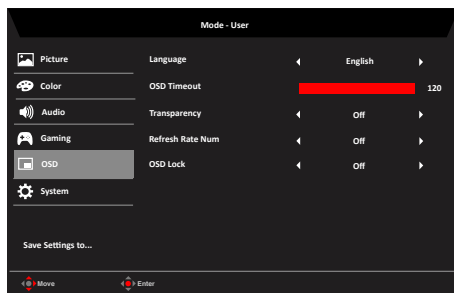 Mode - User
Picture
Language English
Color
OSD Timeout 120
Audio
Transparency Off
Gaming
Refresh Rate Num Off
OSD
OSD Lock Off
System
Save Settings to...
Move Enter